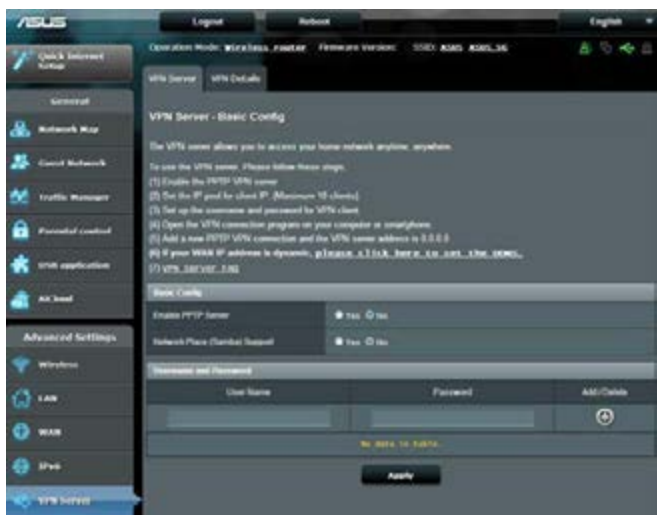 ASUS
Logout
Reboot
English
Quick Internet Setup
Operation Mode: Wireless router Firmware Version: SSID: ASUS ASUS_5G
VPN Server
VPN Details
General
Network Map
Guest Network
Traffic Manager
Parental control
USB application
AiCloud
Advanced Settings
Wireless
LAN
WAN
IPv6
VPN Server
VPN Server - Basic Config
The VPN server allows you to access your home network anytime, anywhere.
To use the VPN server, Please follow these steps.
(1) Enable the PPTP VPN server
(2) Set the IP pool for client IP. (Maximum 10 clients)
(3) Set up the username and password for VPN client.
(4) Open the VPN connection program on your computer or smartphone.
(5) Add a new PPTP VPN connection and the VPN server address is 0.0.0.0
(6) If your WAN IP address is dynamic, please click here to set the DDNS.
(7) VPN server FAQ
Basic Config
Enable PPTP Server
Yes No
Network Place (Samba) Support
Yes No
Username and Password
User Name
Password
Add/Delete
No data in table.
Apply